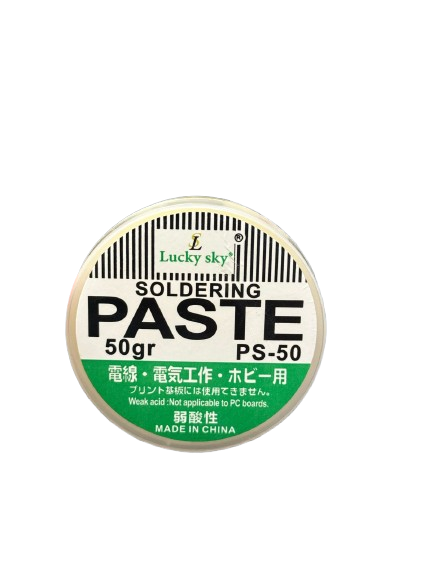 L
Lucky sky®
®
SOLDERING
PASTE
50gr PS-50
電線・電気工作・ホビー用
プリント基板には使用できません。
Weak acid :Not applicable to PC boards.
弱酸性
MADE IN CHINA